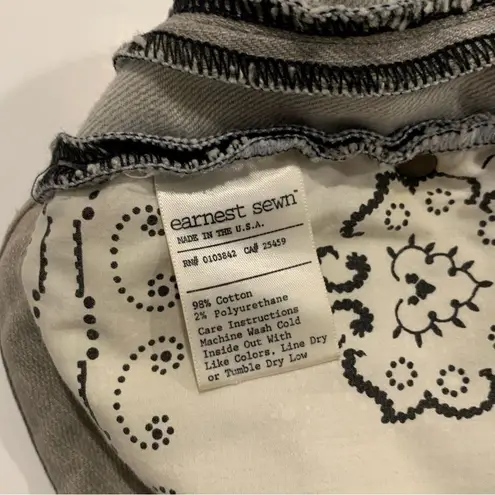 earnest sewn™
MADE IN THE U.S.A.
RN# 0103842 CA# 25459
98% Cotton
2% Polyurethane
Care Instructions
Machine Wash Cold
Inside Out With
Like Colors, Line Dry
or Tumble Dry Low